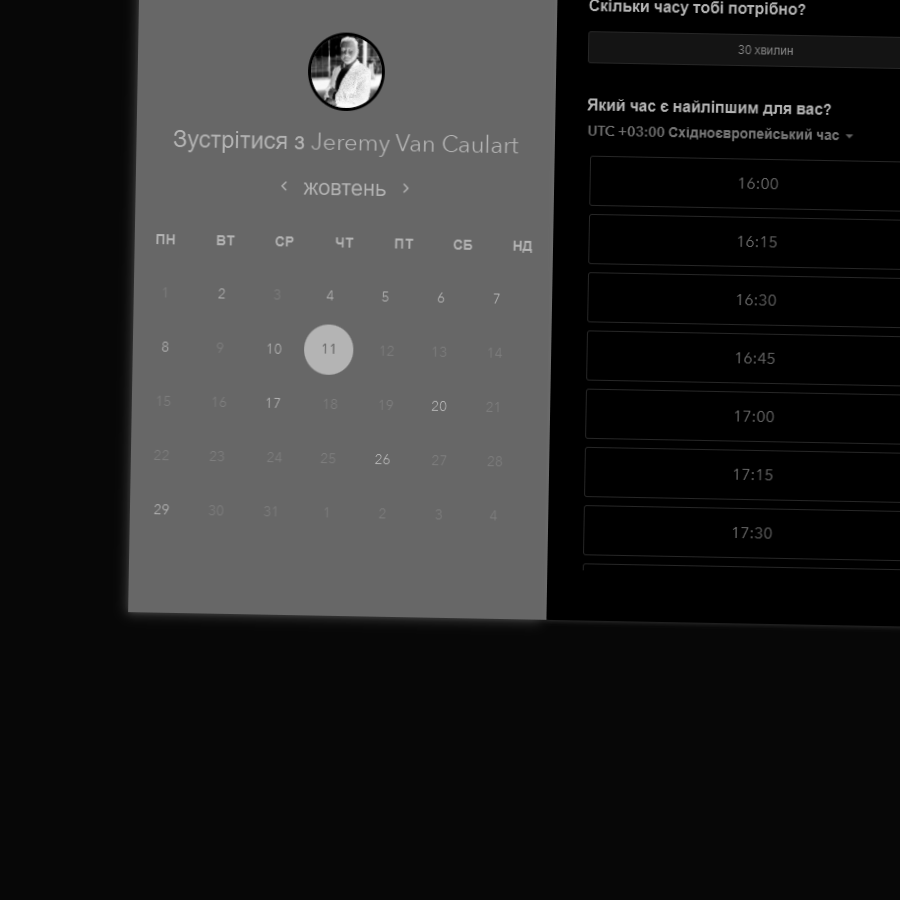 Зустрітися з Jeremy Van Caulart
жовтень
ПН ВТ СР ЧТ ПТ СБ НД
1 2 3 4 5 6 7
8 9 10 11 12 13 14
15 16 17 18 19 20 21
22 23 24 25 26 27 28
29 30 31 1 2 3 4
Скільки часу тобі потрібно?
30 хвилин
Який час є найліпшим для вас?
UTC +03:00 Східноєвропейський час
16:00
16:15
16:30
16:45
17:00
17:15
17:30